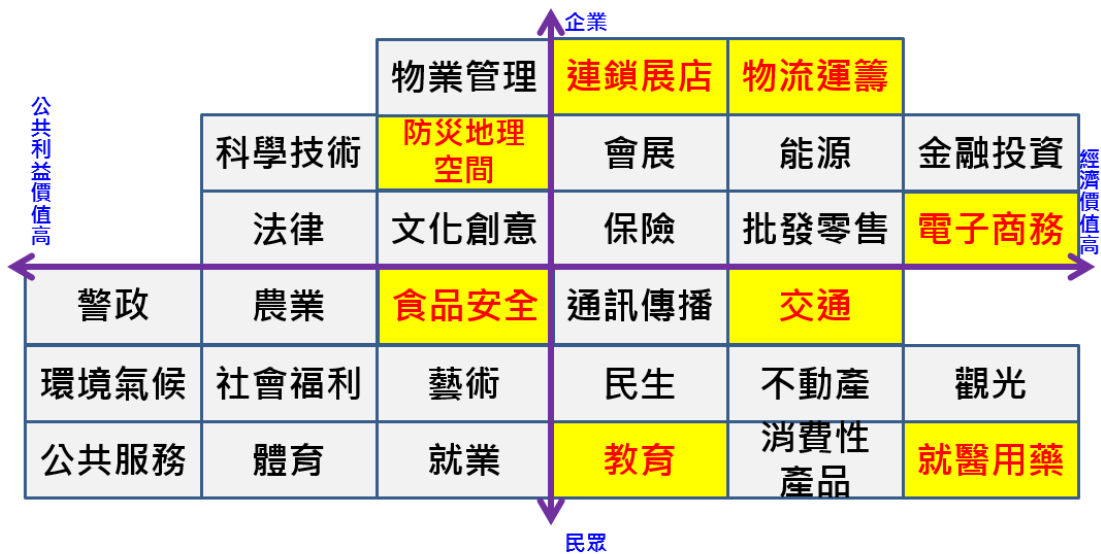 企業
物業管理
連鎖展店
物流運籌
公共利益價值高
科學技術
防災地理
空間
會展
能源
金融投資
經濟價值高
法律
文化創意
保險
批發零售
電子商務
警政
農業
食品安全
通訊傳播
交通
環境氣候
社會福利
藝術
民生
不動產
觀光
公共服務
體育
就業
教育
消費性
產品
就醫用藥
民眾